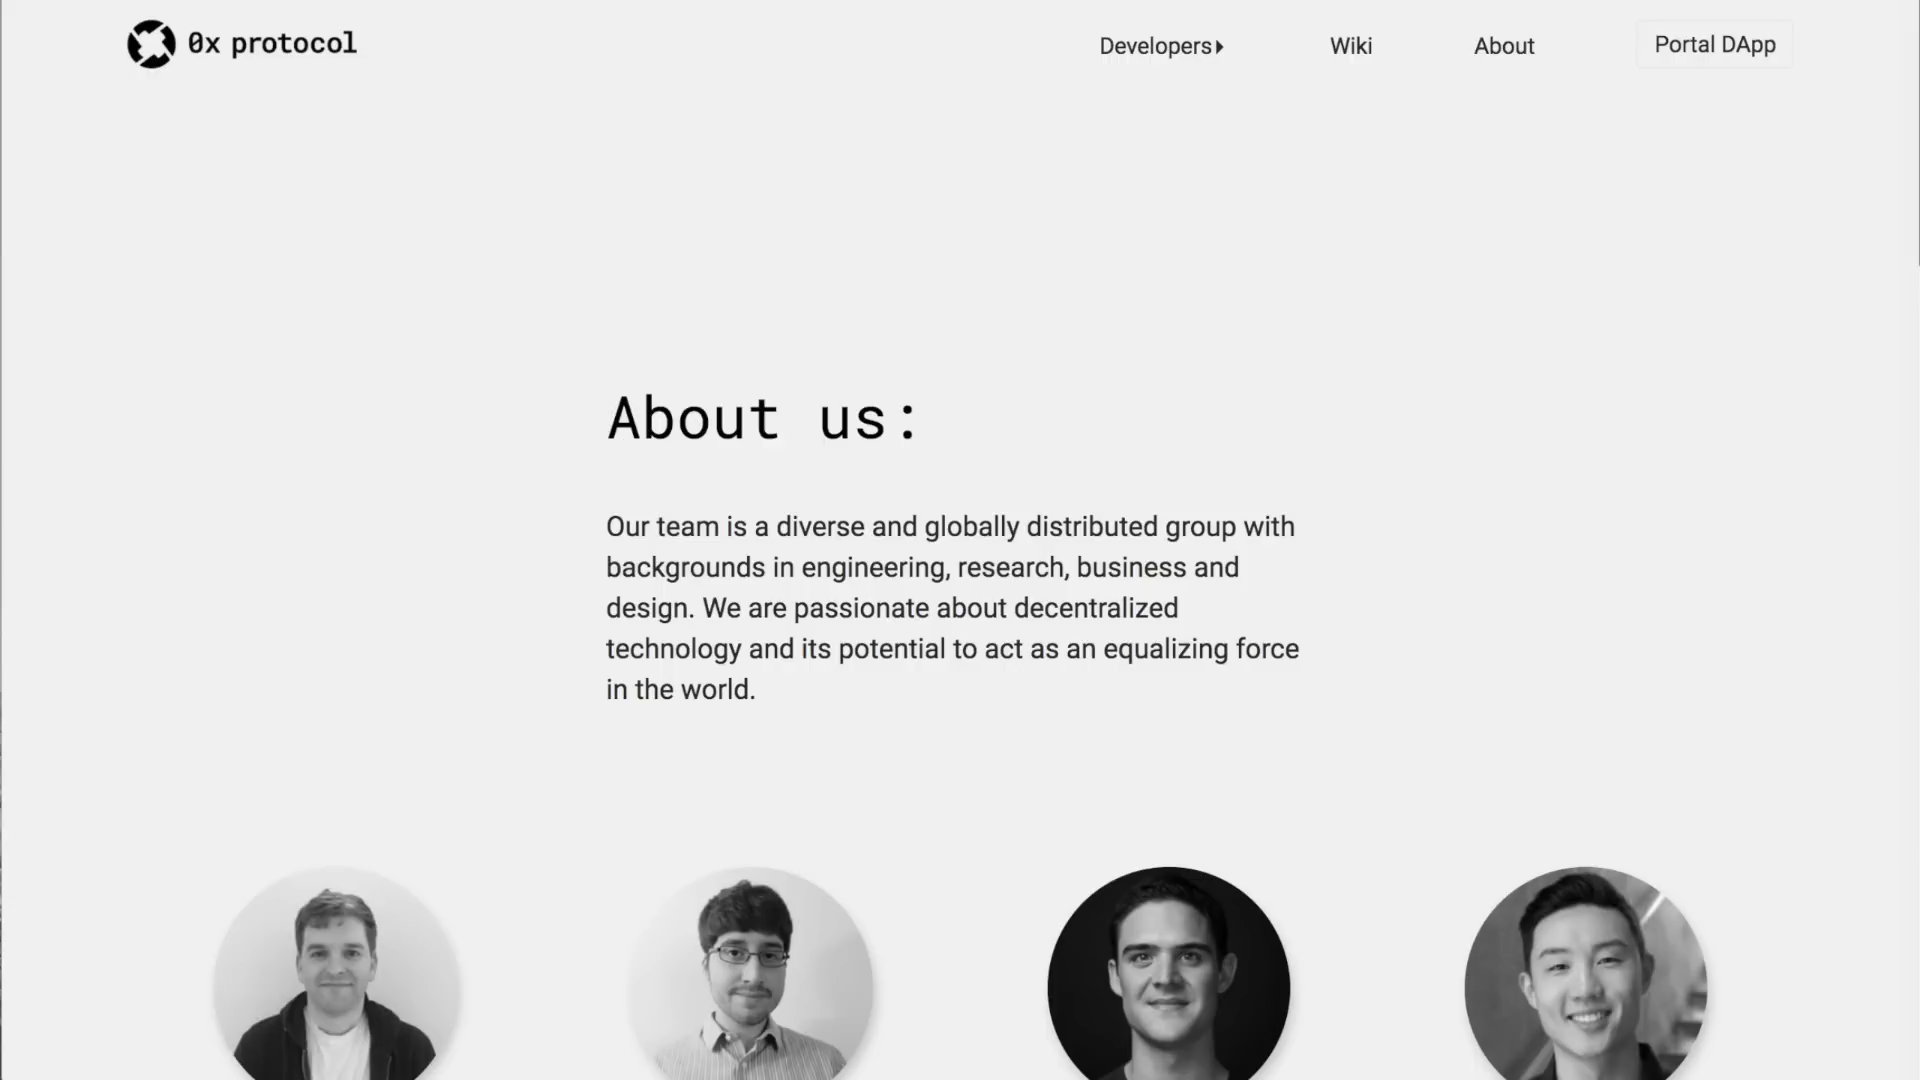 0x protocol
Developers
Wiki
About
Portal DApp
About us:
Our team is a diverse and globally distributed group with
backgrounds in engineering, research, business and
design. We are passionate about decentralized
technology and its potential to act as an equalizing force
in the world.